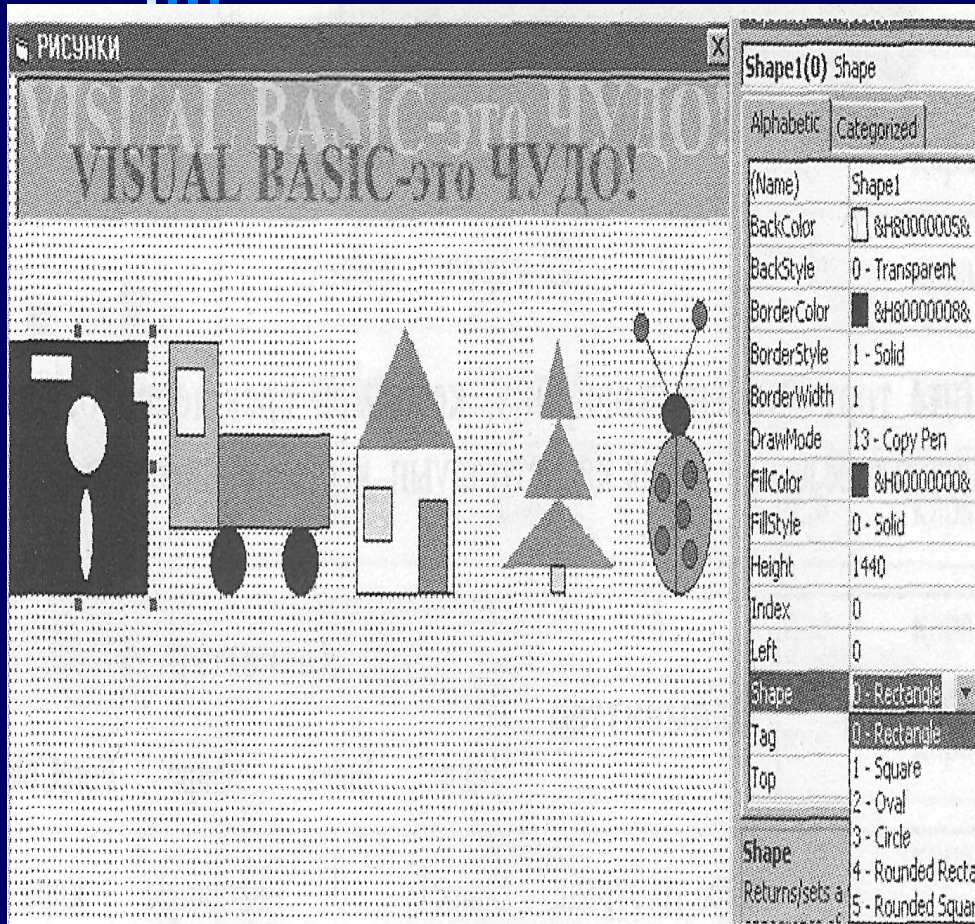 РИСУНКИ
VISUAL BASIC-это ЧУДО!
VISUAL BASIC-это ЧУДО!
Shape1(0) Shape
Alphabetic Categorized
(Name) Shape1
BackColor &H80000005&
BackStyle 0 - Transparent
BorderColor &H80000008&
BorderStyle 1 - Solid
BorderWidth
DrawMode 13 - Copy Pen
FillColor &H00000000&
FillStyle 0 - Solid
Height 1440
Index 0
Left 0
Shape 0 - Rectangle
Tag 0 - Rectangle
Top 1 - Square
2 - Oval
3 - Circle
Shape 4 - Rounded Recta
Returns/sets a 5 - Rounded Squar